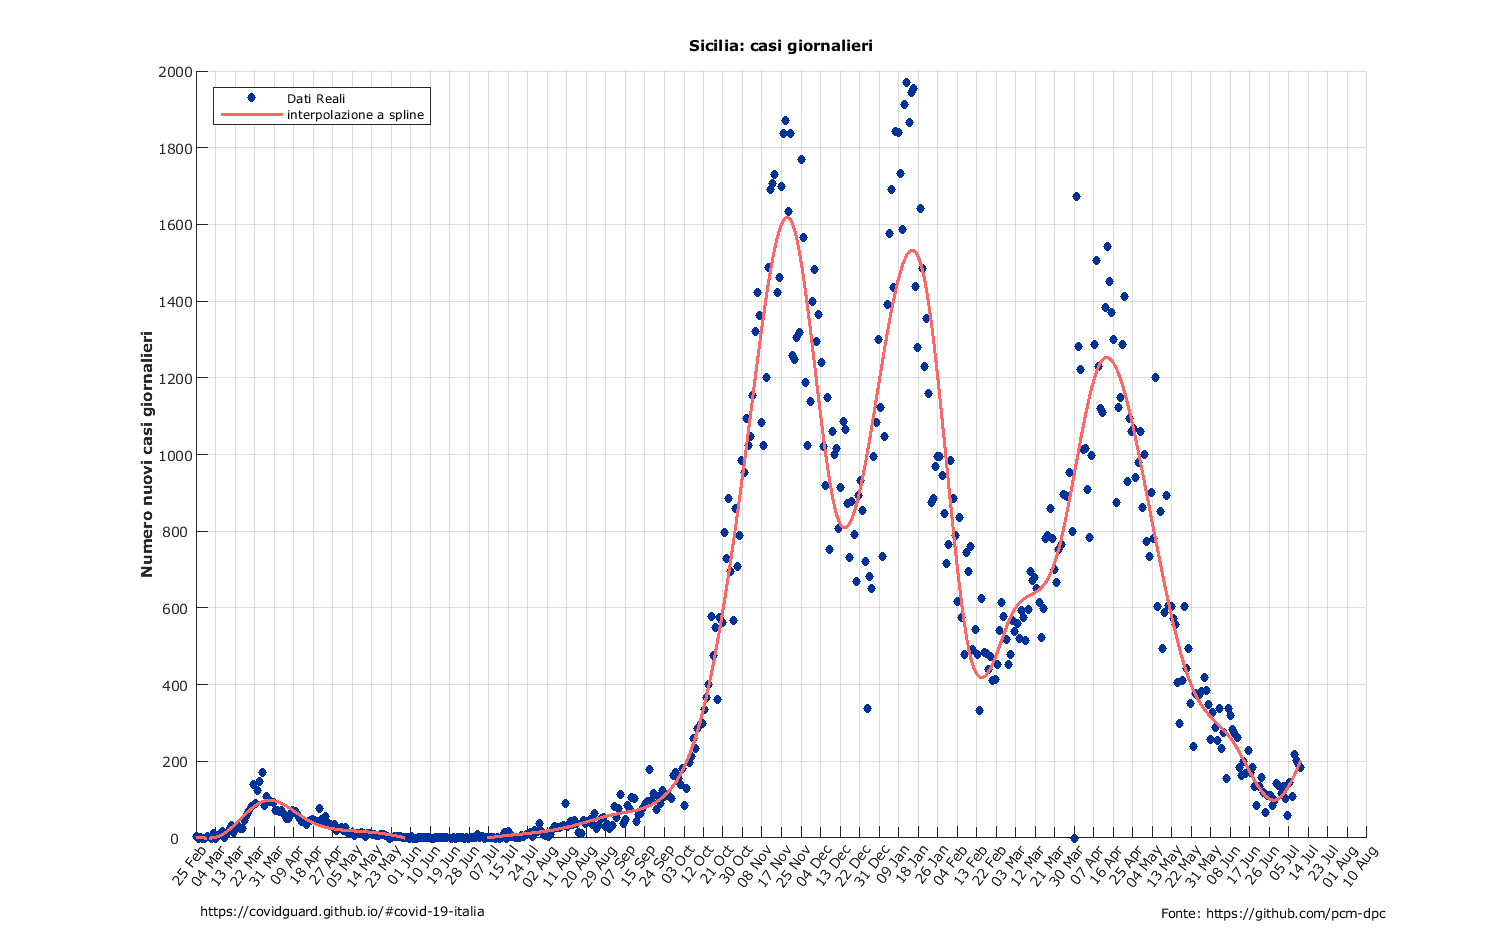 Sicilia: casi giornalieri
Dati Reali
interpolazione a spline
Numero nuovi casi giornalieri
2000
1800
1600
1400
1200
1000
800
600
400
200
0
25 Feb
04 Mar
13 Mar
22 Mar
31 Mar
09 Apr
18 Apr
27 Apr
05 May
14 May
23 May
01 Jun
10 Jun
19 Jun
28 Jun
07 Jul
15 Jul
24 Jul
02 Aug
11 Aug
20 Aug
29 Aug
07 Sep
15 Sep
24 Sep
03 Oct
12 Oct
21 Oct
30 Oct
08 Nov
17 Nov
25 Nov
04 Dec
13 Dec
22 Dec
31 Dec
09 Jan
18 Jan
26 Jan
04 Feb
13 Feb
22 Feb
03 Mar
12 Mar
21 Mar
30 Mar
07 Apr
16 Apr
25 Apr
04 May
13 May
22 May
31 May
08 Jun
17 Jun
26 Jun
05 Jul
14 Jul
23 Jul
01 Aug
10 Aug
https://covidguard.github.io/#covid-19-italia
Fonte: https://github.com/pcm-dpc